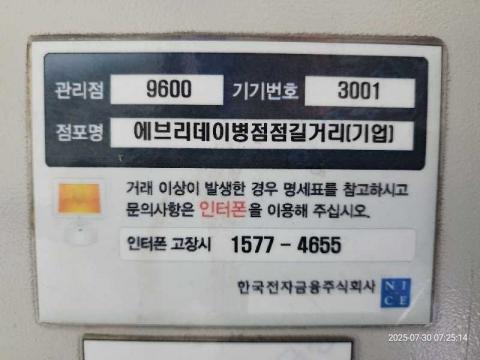 관리점 9600 기기번호 3001
점포명 에브리데이병점점길거리(기업)
거래 이상이 발생한 경우 명세표를 참고하시고
문의사항은 인터폰을 이용해 주십시오.
인터폰 고장시 1577 - 4655
한국전자금융주식회사 NICE
2025-07-30 07:25:14